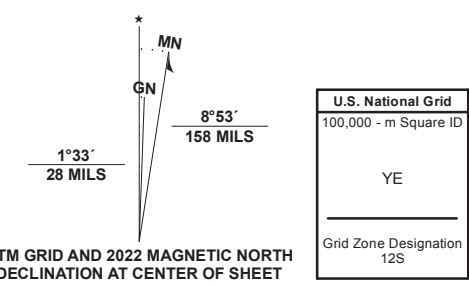 MN
GN
8°53´
158 MILS
1°33´
28 MILS
TM GRID AND 2022 MAGNETIC NORTH
DECLINATION AT CENTER OF SHEET
U.S. National Grid
100,000 - m Square ID
YE
Grid Zone Designation
12S